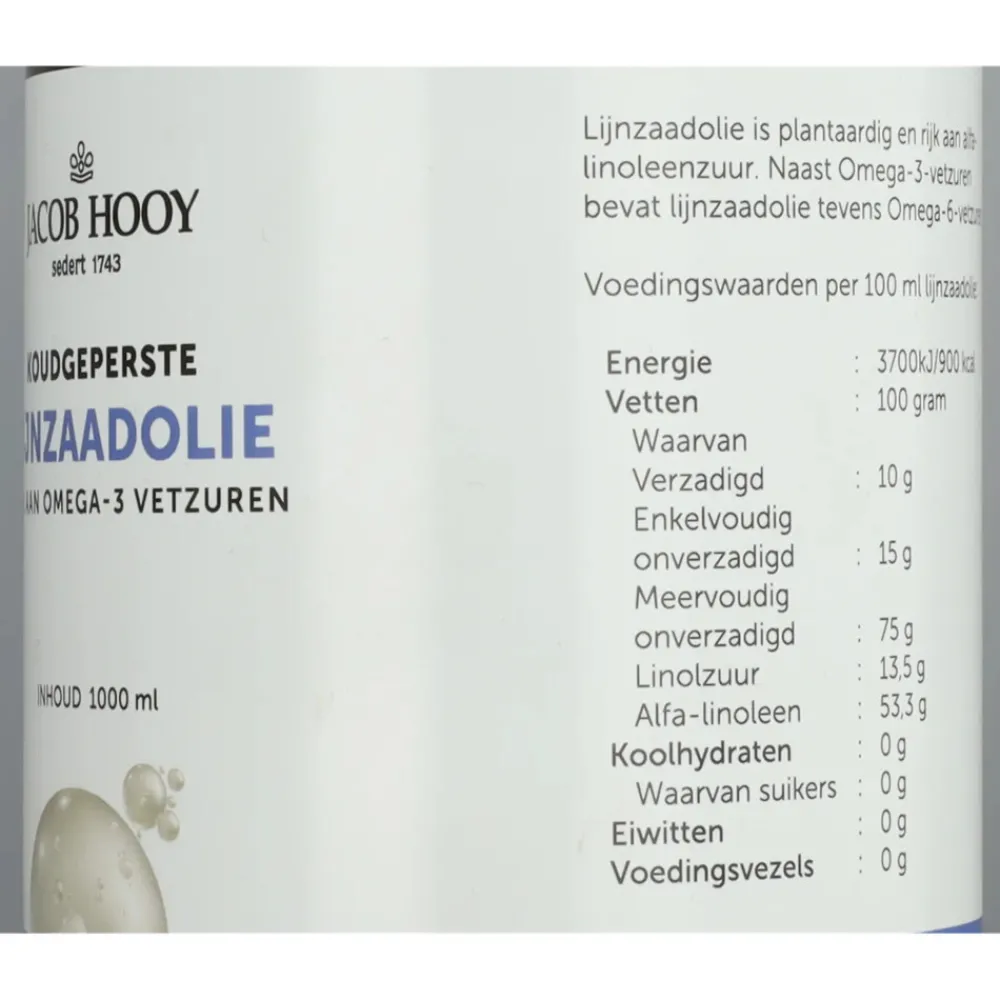 JACOB HOOY
sedert 1743
KOUDGEPERSTE
JNZAADOLIE
AAN OMEGA-3 VETZUREN
INHOUD 1000 ml
Lijnzaadolie is plantaardig en rijk aan alfa-
linoleenzuur. Naast Omega-3-vetzuren
bevat lijnzaadolie tevens Omega-6-vetzuren
Voedingswaarden per 100 ml lijnzaadolie
Energie : 3700kJ/900 kcal
Vetten : 100 gram
Waarvan
Verzadigd : 10 g
Enkelvoudig
onverzadigd : 15 g
Meervoudig
onverzadigd : 75 g
Linolzuur : 13,5 g
Alfa-linoleen : 53,3 g
Koolhydraten : 0 g
Waarvan suikers : 0 g
Eiwitten : 0 g
Voedingsvezels : 0 g